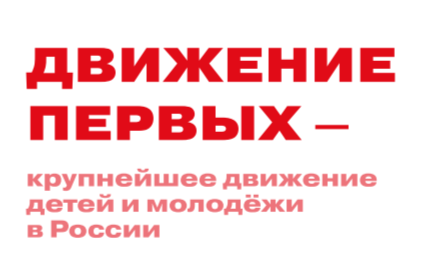 ДВИЖЕНИЕ
ПЕРВЫХ —
крупнейшее движение
детей и молодёжи
в России